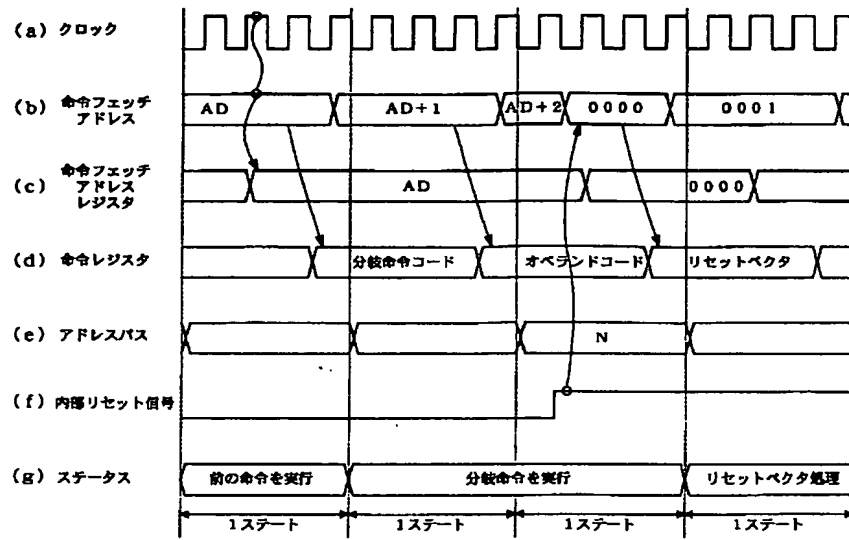 (a) クロック
(b) 命令フェッチ
アドレス
AD
AD+1
AD+2
0000
0001
(c) 命令フェッチ
アドレス
レジスタ
AD
0000
(d) 命令レジスタ
分岐命令コード
オペランドコード
リセットベクタ
(e) アドレスバス
N
(f) 内部リセット信号
(g) ステータス
前の命令を実行
分岐命令を実行
リセットベクタ処理
1ステート
1ステート
1ステート
1ステート